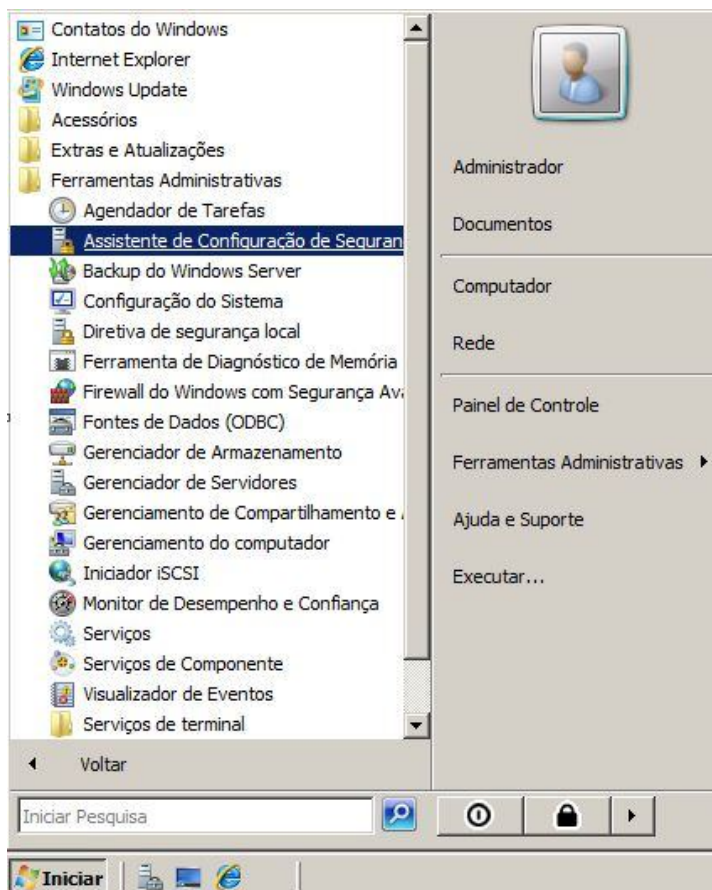 Contatos do Windows
Internet Explorer
Windows Update
Acessórios
Extras e Atualizações
Ferramentas Administrativas
Agendador de Tarefas
Assistente de Configuração de Seguran
Backup do Windows Server
Configuração do Sistema
Diretiva de segurança local
Ferramenta de Diagnóstico de Memória
Firewall do Windows com Segurança Ava
Fontes de Dados (ODBC)
Gerenciador de Armazenamento
Gerenciador de Servidores
Gerenciamento de Compartilhamento e
Gerenciamento do computador
Iniciador iSCSI
Monitor de Desempenho e Confiança
Serviços
Serviços de Componente
Visualizador de Eventos
Serviços de terminal
Voltar
Iniciar Pesquisa
Administrador
Documentos
Computador
Rede
Painel de Controle
Ferramentas Administrativas
Ajuda e Suporte
Executar...
Iniciar